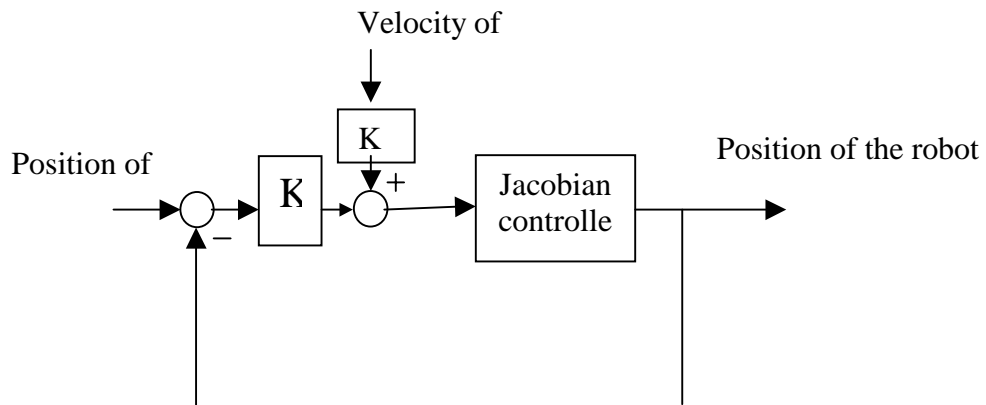 Velocity of
K
Position of
Position of the robot
K
+
Jacobian
controlle
−